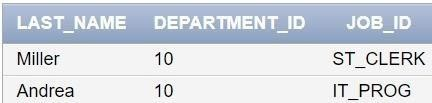 LAST_NAME DEPARTMENT_ID JOB_ID
Miller 10 ST_CLERK
Andrea 10 IT_PROG